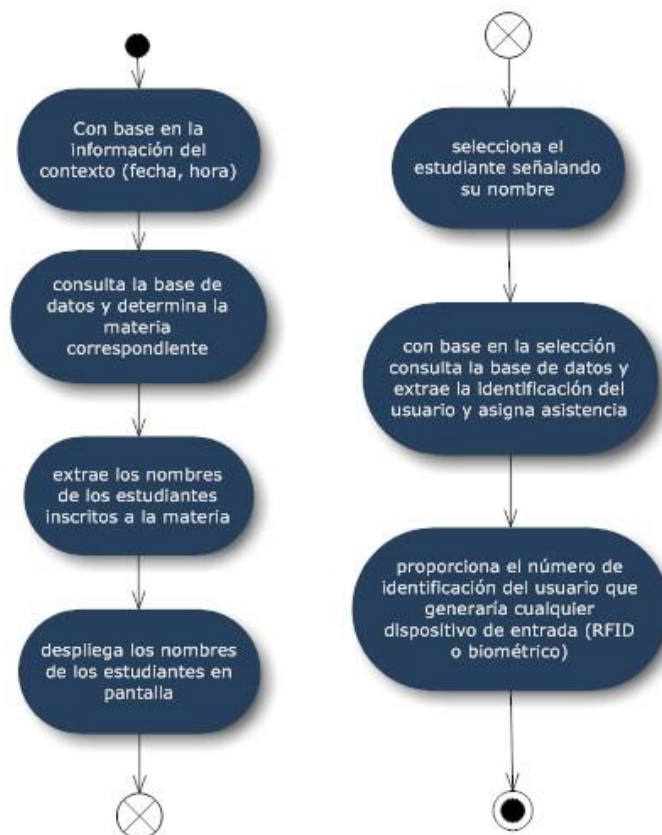 Con base en la
información del
contexto (fecha, hora)
consulta la base de
datos y determina la
materia
correspondiente
extrae los nombres
de los estudiantes
inscritos a la materia
despliega los nombres
de los estudiantes en
pantalla
selecciona el
estudiante señalando
su nombre
con base en la selección
consulta la base de datos y
extrae la identificación del
usuario y asigna asistencia
proporciona el número de
identificación del usuario que
generaría cualquier
dispositivo de entrada (RFID
o biométrico)